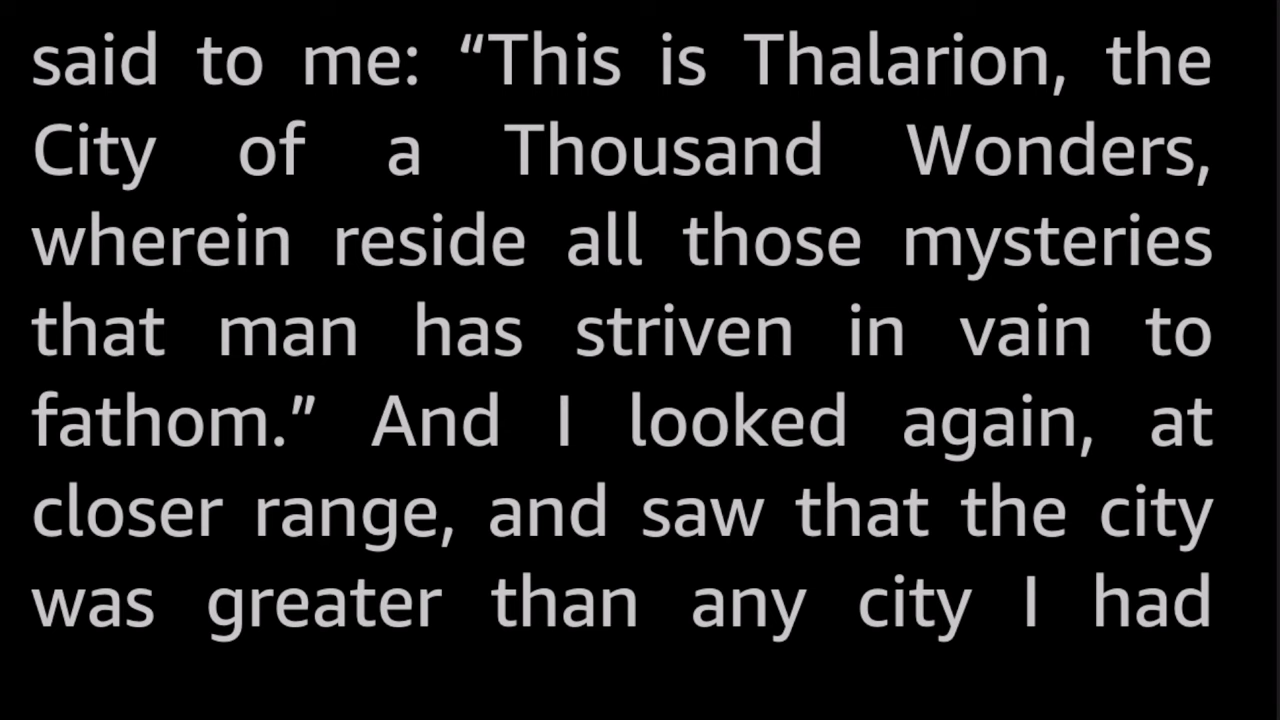 said to me: “This is Thalarion, the
City of a Thousand Wonders,
wherein reside all those mysteries
that man has striven in vain to
fathom.” And I looked again, at
closer range, and saw that the city
was greater than any city I had